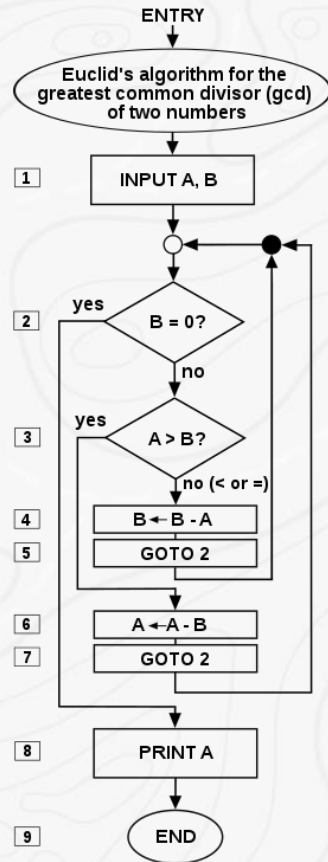 ENTRY
Euclid's algorithm for the
greatest common divisor (gcd)
of two numbers
1
INPUT A, B
2
yes
B = 0?
no
3
yes
A > B?
no (< or =)
4
B ← B - A
5
GOTO 2
6
A ← A - B
7
GOTO 2
8
PRINT A
9
END